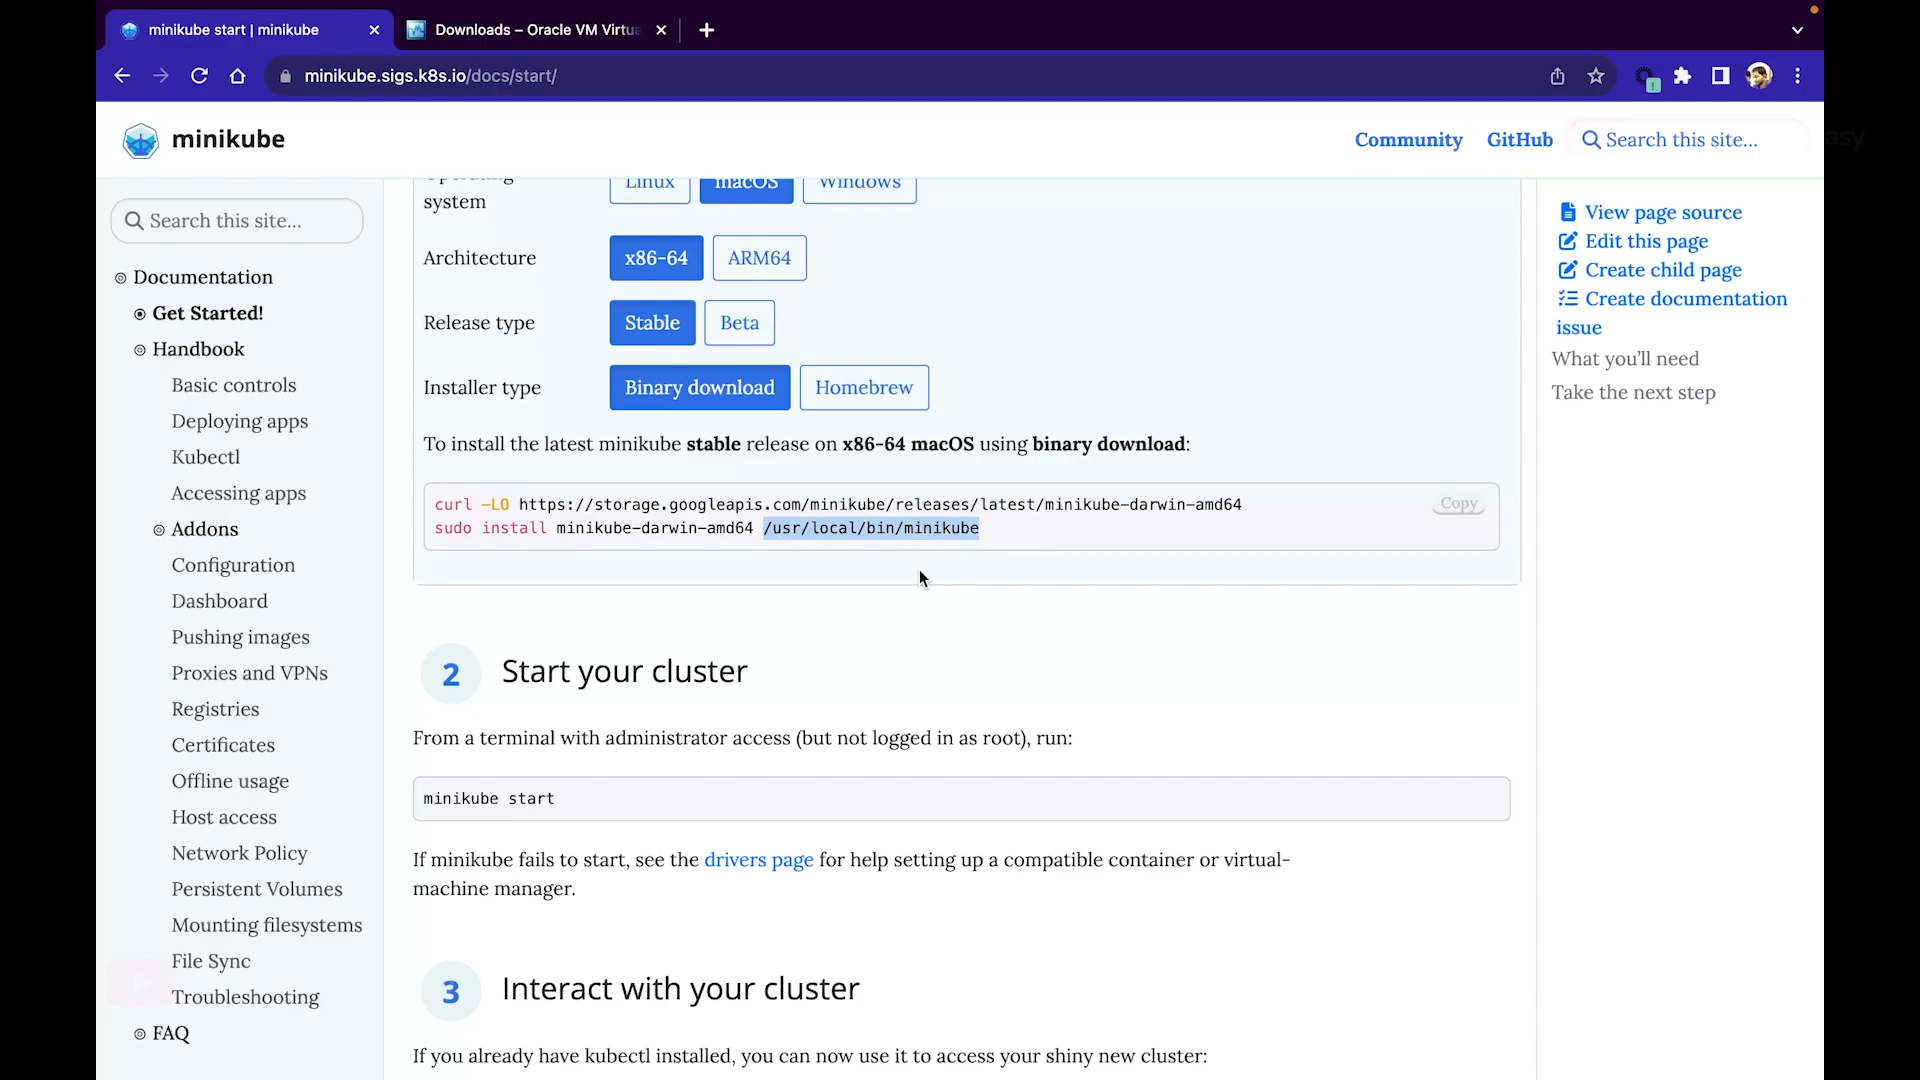 minikube start | minikube
Downloads – Oracle VM Virtu
minikube.sigs.k8s.io/docs/start/
minikube
Community
GitHub
Search this site...
asy
Search this site...
Documentation
Get Started!
Handbook
Basic controls
Deploying apps
Kubectl
Accessing apps
Addons
Configuration
Dashboard
Pushing images
Proxies and VPNs
Registries
Certificates
Offline usage
Host access
Network Policy
Persistent Volumes
Mounting filesystems
File Sync
Troubleshooting
FAQ
Operating
system
Linux
macOS
Windows
Architecture
x86-64
ARM64
Release type
Stable
Beta
Installer type
Binary download
Homebrew
To install the latest minikube stable release on x86-64 macOS using binary download:
curl -LO https://storage.googleapis.com/minikube/releases/latest/minikube-darwin-amd64
sudo install minikube-darwin-amd64 /usr/local/bin/minikube
Copy
2
Start your cluster
From a terminal with administrator access (but not logged in as root), run:
minikube start
If minikube fails to start, see the drivers page for help setting up a compatible container or virtual-
machine manager.
3
Interact with your cluster
If you already have kubectl installed, you can now use it to access your shiny new cluster:
View page source
Edit this page
Create child page
Create documentation
issue
What you'll need
Take the next step